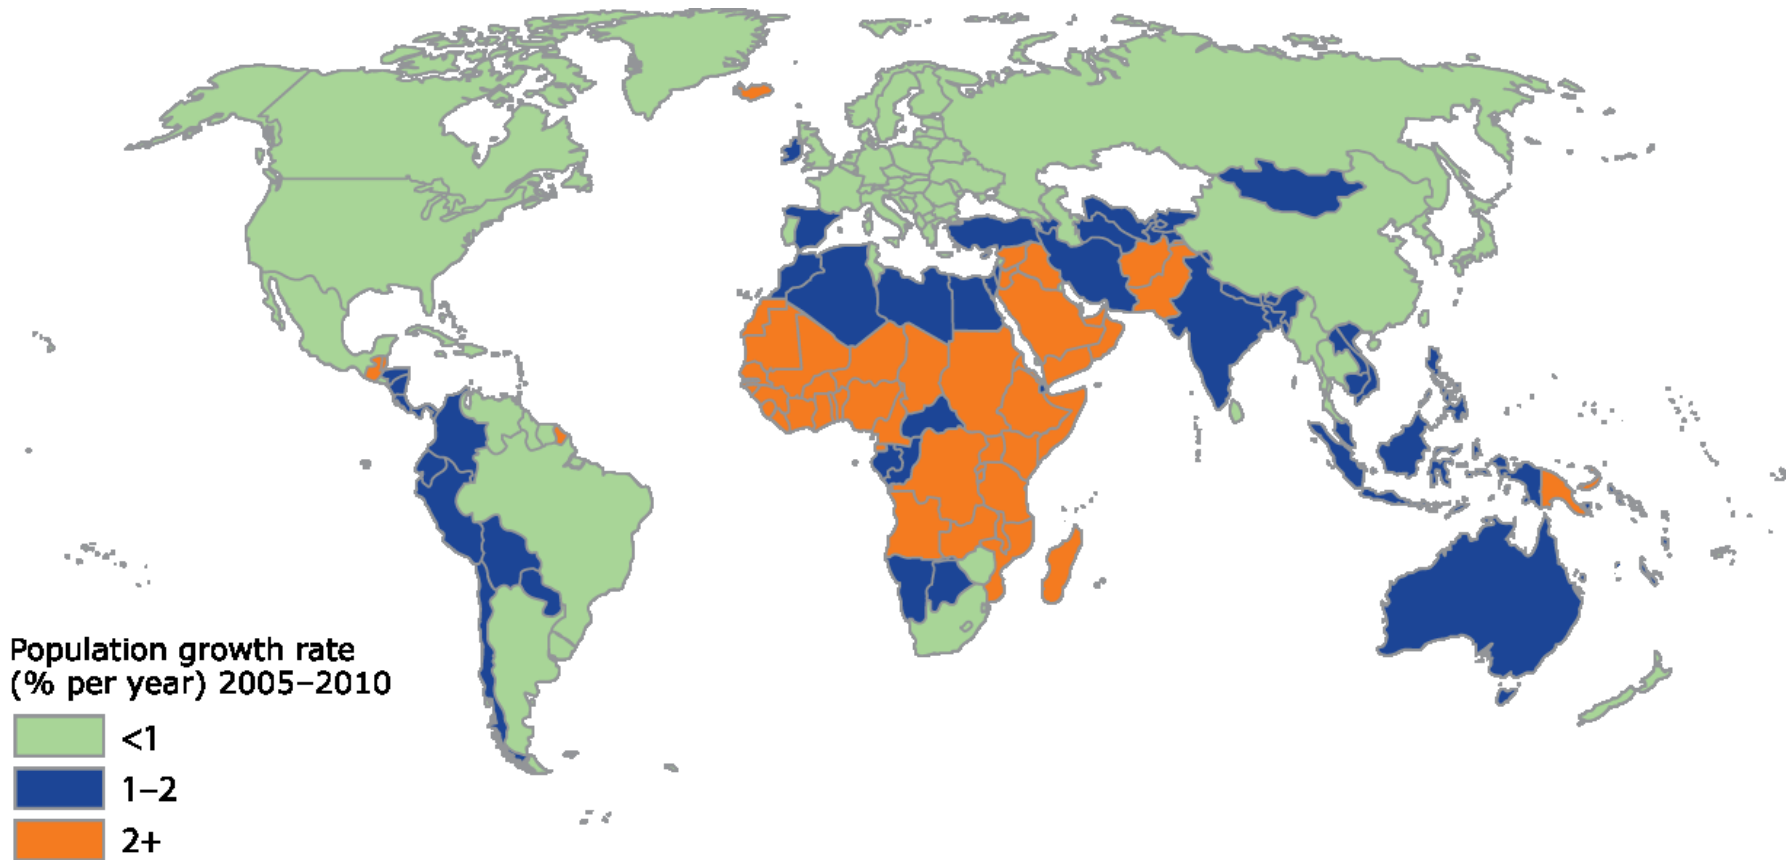 Population growth rate
(% per year) 2005–2010
<1
1–2
2+